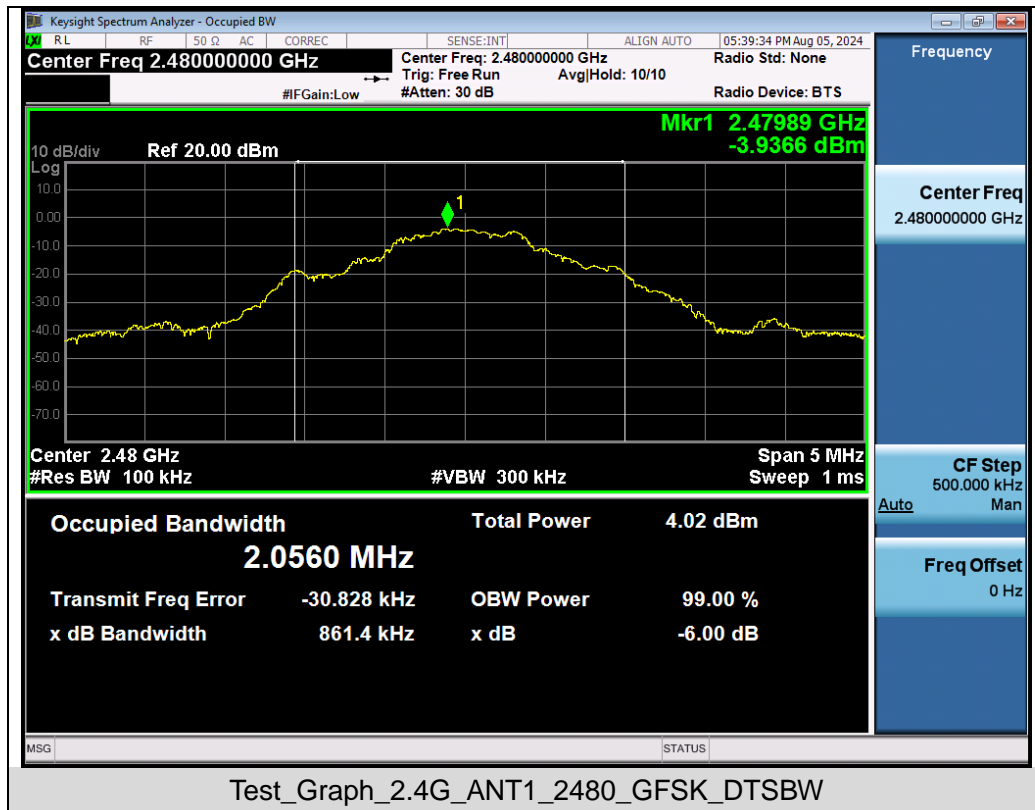 Keysight Spectrum Analyzer - Occupied BW
LXI RL RF 50 Ω AC CORREC SENSE:INT ALIGN AUTO 05:39:34 PM Aug 05, 2024
Center Freq 2.480000000 GHz
Center Freq: 2.480000000 GHz
Radio Std: None
Trig: Free Run Avg|Hold: 10/10
#IFGain:Low
#Atten: 30 dB
Radio Device: BTS
Mkr1 2.47989 GHz
-3.9366 dBm
10 dB/div Ref 20.00 dBm
Log
10.0
0.00
-10.0
-20.0
-30.0
-40.0
-50.0
-60.0
-70.0
1
Center 2.48 GHz
Span 5 MHz
#Res BW 100 kHz
#VBW 300 kHz
Sweep 1 ms
Occupied Bandwidth
Total Power 4.02 dBm
2.0560 MHz
Transmit Freq Error -30.828 kHz
OBW Power 99.00 %
x dB Bandwidth 861.4 kHz
x dB -6.00 dB
Frequency
Center Freq
2.480000000 GHz
CF Step
500.000 kHz
Auto Man
Freq Offset
0 Hz
MSG
STATUS
Test_Graph_2.4G_ANT1_2480_GFSK_DTSBW